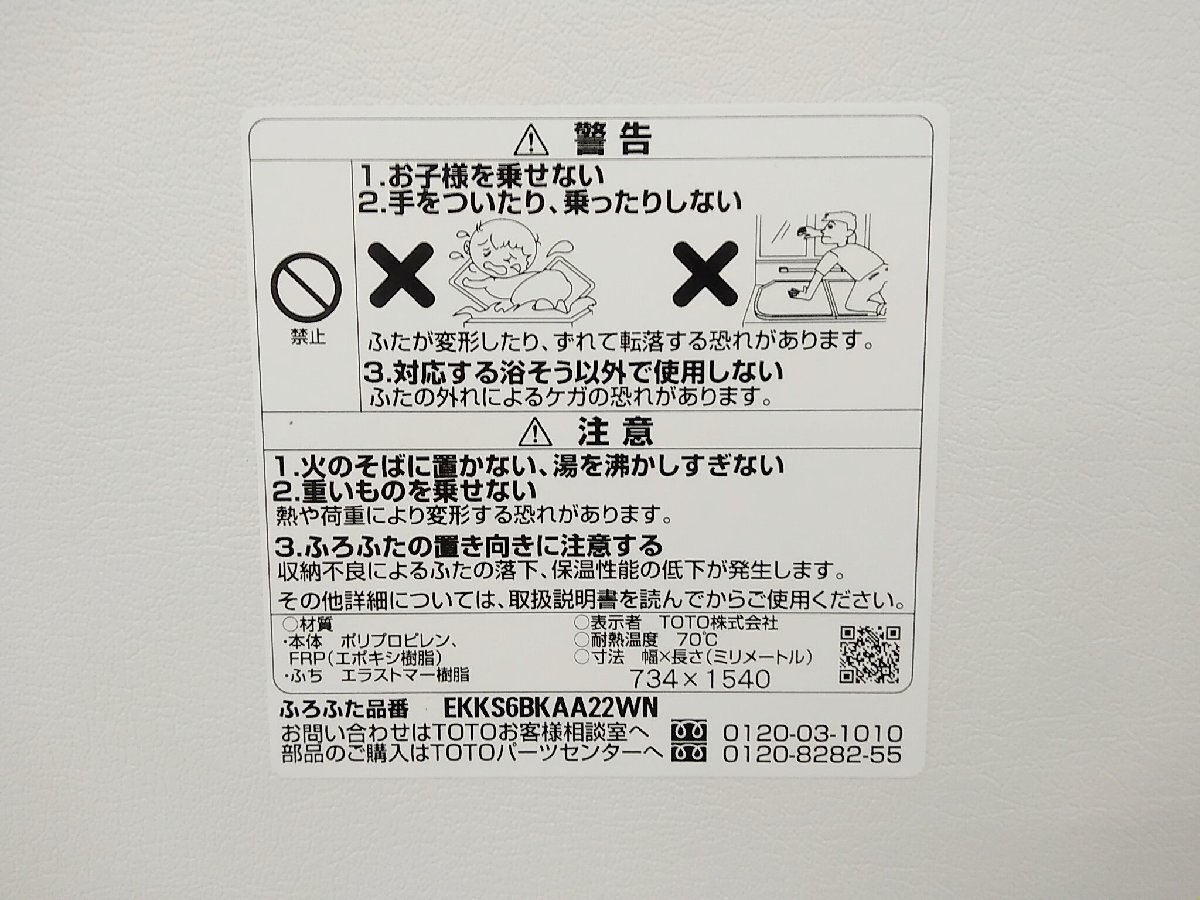 ⚠ 警告
禁止
1.お子様を乗せない
2.手をついたり、乗ったりしない
ふたが変形したり、ずれて転落する恐れがあります。
3.対応する浴そう以外で使用しない
ふたの外れによるケガの恐れがあります。
⚠ 注意
1.火のそばに置かない、湯を沸かしすぎない
2.重いものを乗せない
熱や荷重により変形する恐れがあります。
3.ふろふたの置き向きに注意する
収納不良によるふたの落下、保温性能の低下が発生します。
その他詳細については、取扱説明書を読んでからご使用ください。
○材質
・本体 ポリプロピレン、
FRP(エポキシ樹脂)
・ふち エラストマー樹脂
○表示者 TOTO株式会社
○耐熱温度 70℃
○寸法 幅×長さ(ミリメートル)
734×1540
ふろふた品番 EKKS6BKAA22WN
お問い合わせはTOTOお客様相談室へ 0120-03-1010
部品のご購入はTOTOパーツセンターへ 0120-8282-55